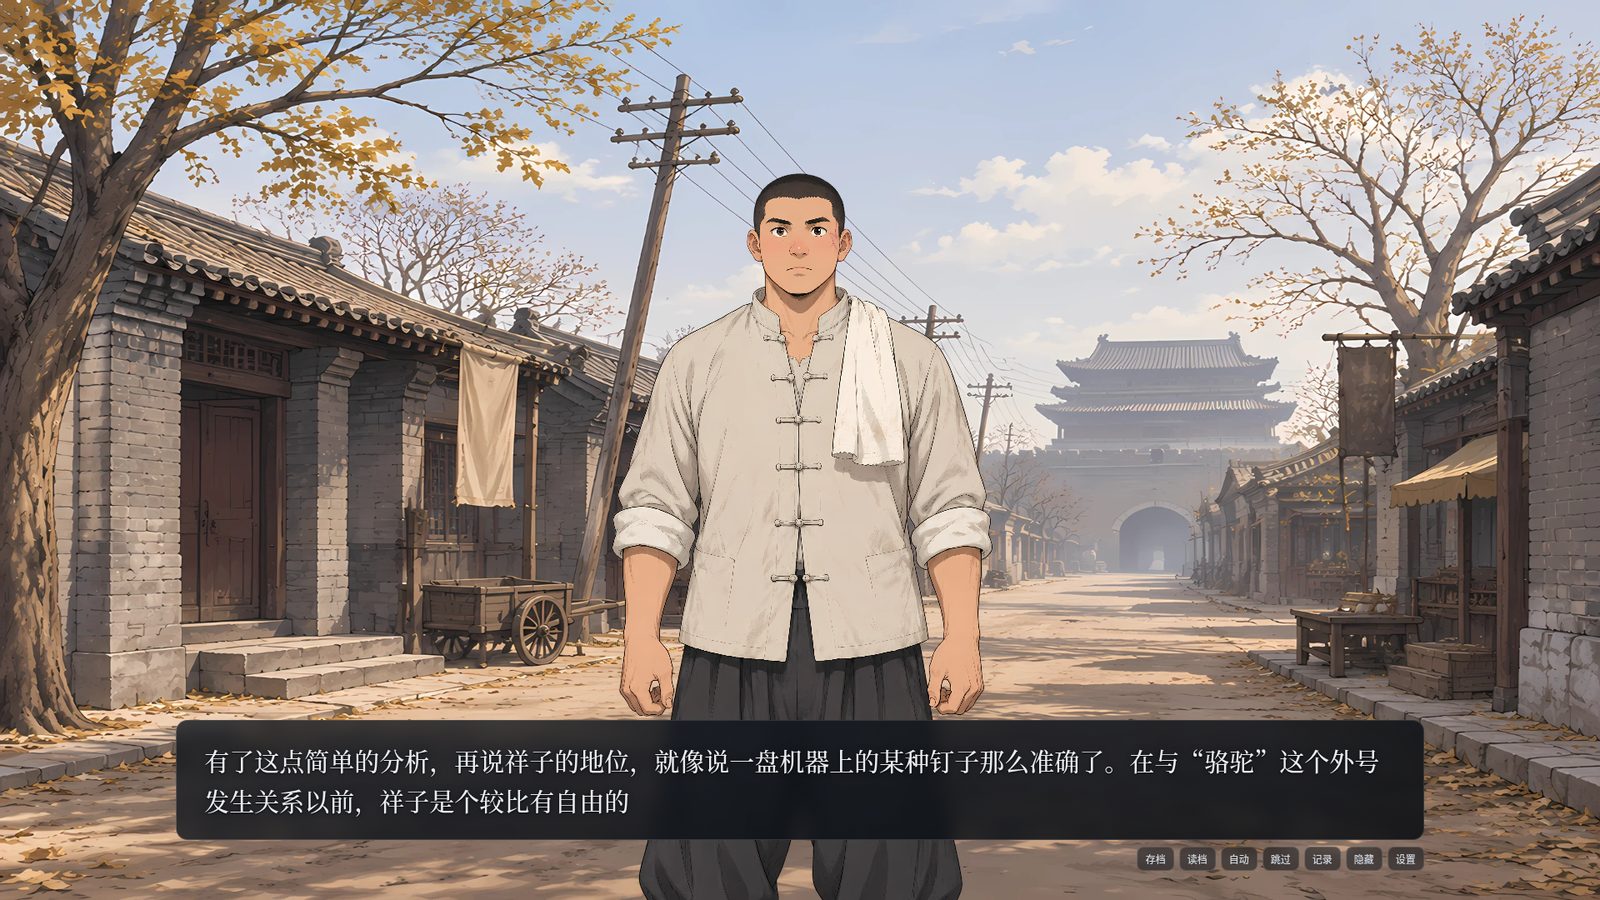 有了这点简单的分析，再说祥子的地位，就像说一盘机器上的某种钉子那么准确了。在与“骆驼”这个外号
发生关系以前，祥子是个较比有自由的
存档 读档 自动 跳过 记录 隐藏 设置